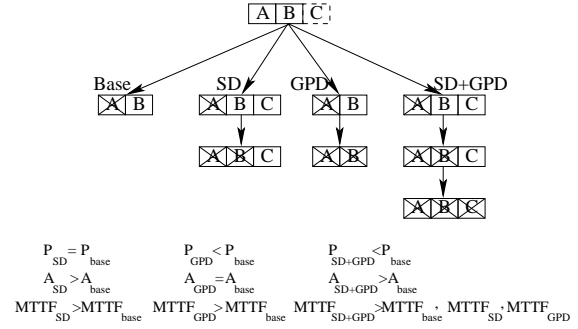 A B C
Base SD GPD SD+GPD
A B A B C A B A B C
A B C A B A B C
A B C
P_SD = P_base P_GPD < P_base P_SD+GPD < P_base
A_SD > A_base A_GPD = A_base A_SD+GPD > A_base
MTTF_SD > MTTF_base MTTF_GPD > MTTF_base MTTF_SD+GPD > MTTF_base , MTTF_SD , MTTF_GPD